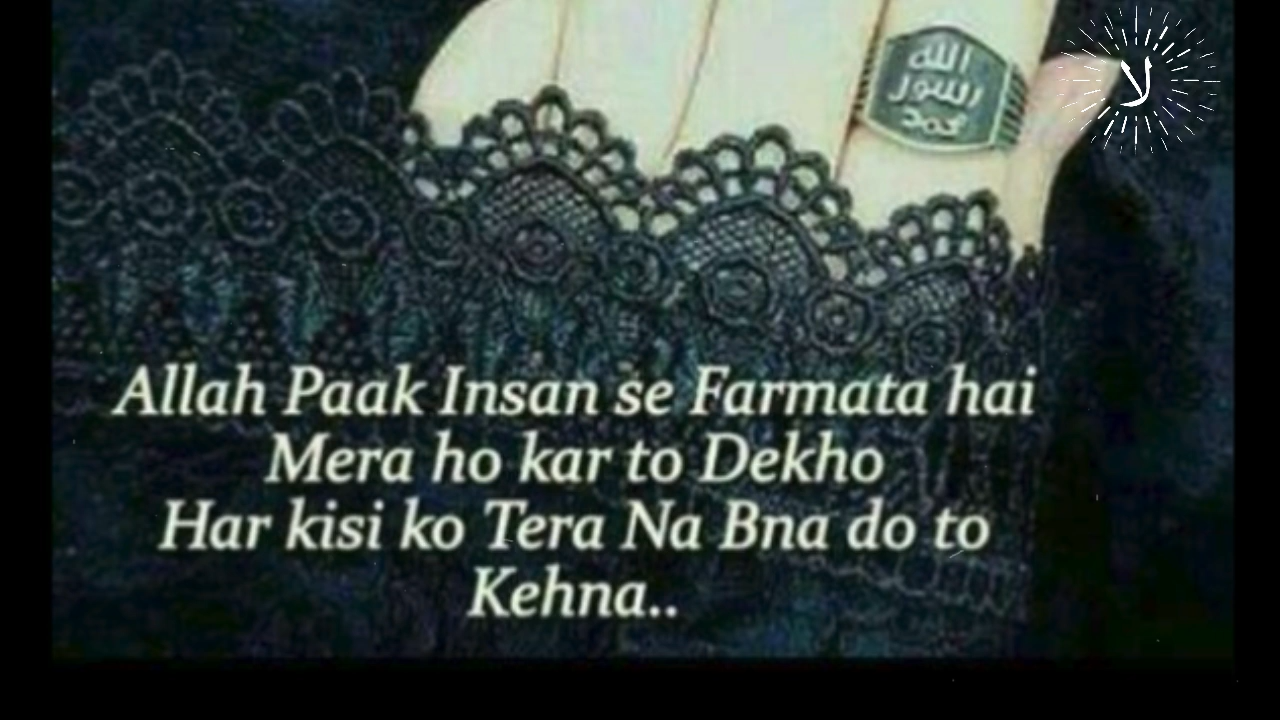 الله
رسول
محمد
لا
Allah Paak Insan se Farmata hai
Mera ho kar to Dekho
Har kisi ko Tera Na Bna do to
Kehna..